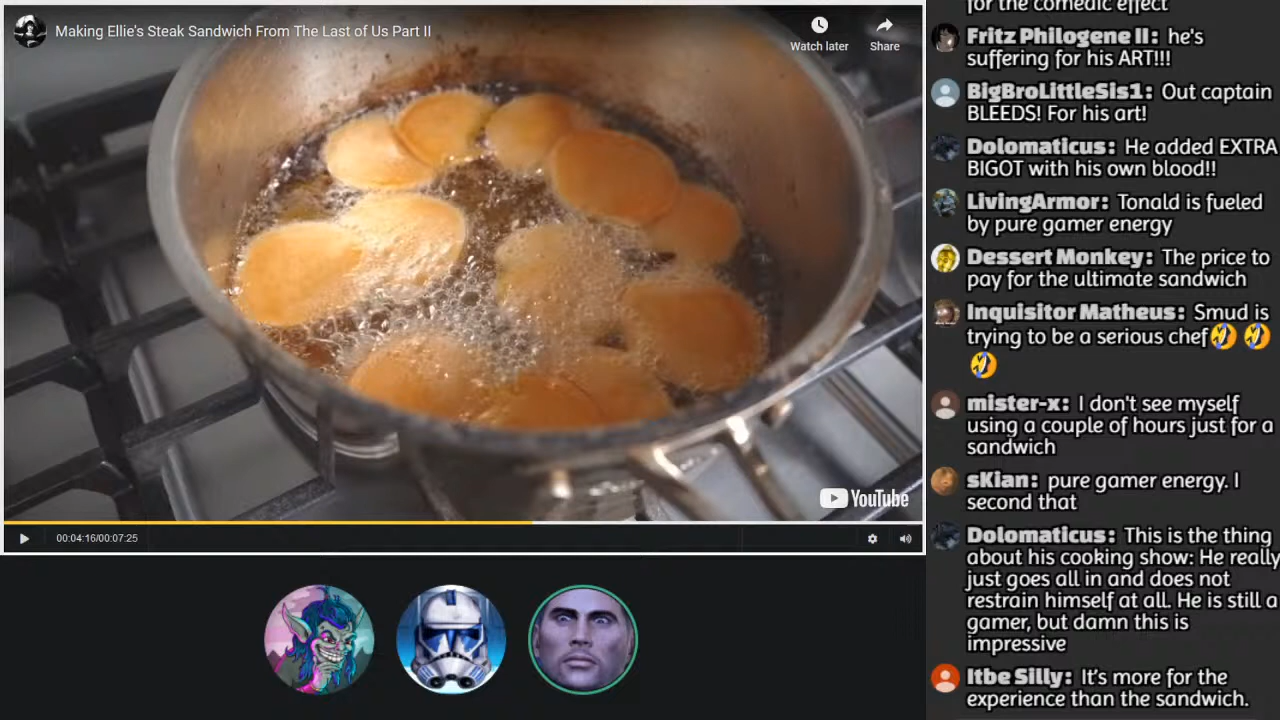 Making Ellie's Steak Sandwich From The Last of Us Part II
Watch later
Share
YouTube
00:04:16/00:07:25
for the comedic effect
Fritz Philogene II: he's
suffering for his ART!!!
BigBroLittleSis1: Out captain
BLEEDS! For his art!
Dolomaticus: He added EXTRA
BIGOT with his own blood!!
LivingArmor: Tonald is fueled
by pure gamer energy
Dessert Monkey: The price to
pay for the ultimate sandwich
Inquisitor Matheus: Smud is
trying to be a serious chef🤣 🤣
🤣
mister-x: I don't see myself
using a couple of hours just for a
sandwich
sKian: pure gamer energy. I
second that
Dolomaticus: This is the thing
about his cooking show: He really
just goes all in and does not
restrain himself at all. He is still a
gamer, but damn this is
impressive
Itbe Silly: It's more for the
experience than the sandwich.